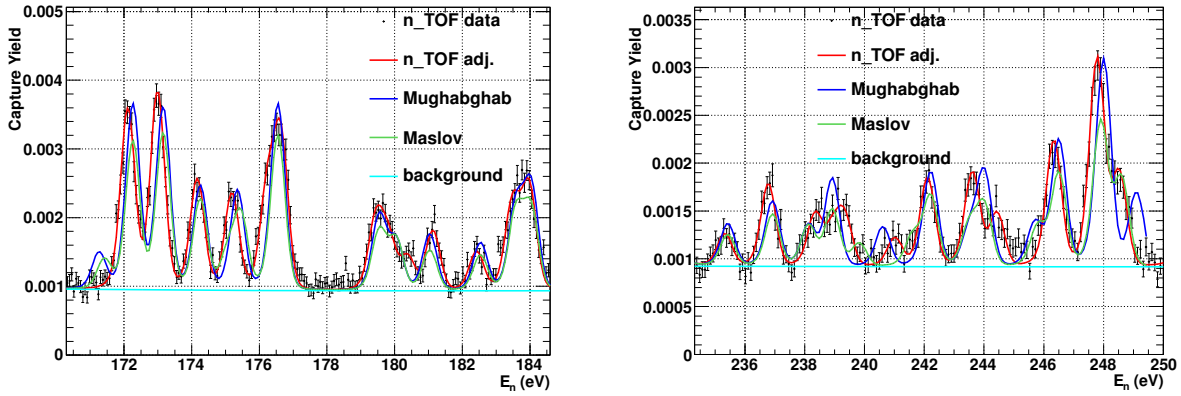 Capture Yield
0.005
0.004
0.003
0.002
0.001
0
n_TOF data
n_TOF adj.
Mughabghab
Maslov
background
172 174 176 178 180 182 184
E_n (eV)
Capture Yield
0.0035
0.003
0.0025
0.002
0.0015
0.001
0.0005
0
n_TOF data
n_TOF adj.
Mughabghab
Maslov
background
236 238 240 242 244 246 248 250
E_n (eV)